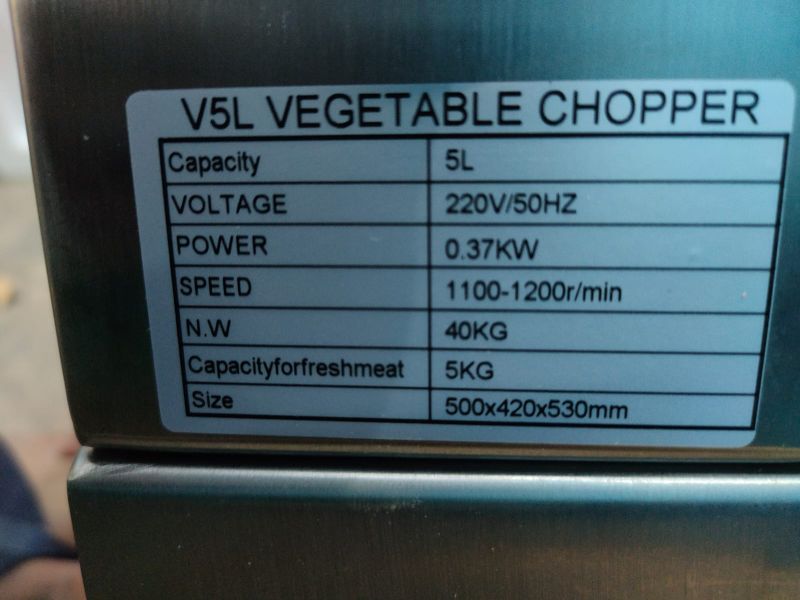 V5L VEGETABLE CHOPPER
Capacity 5L
VOLTAGE 220V/50HZ
POWER 0.37KW
SPEED 1100-1200r/min
N.W 40KG
Capacityforfreshmeat 5KG
Size 500x420x530mm